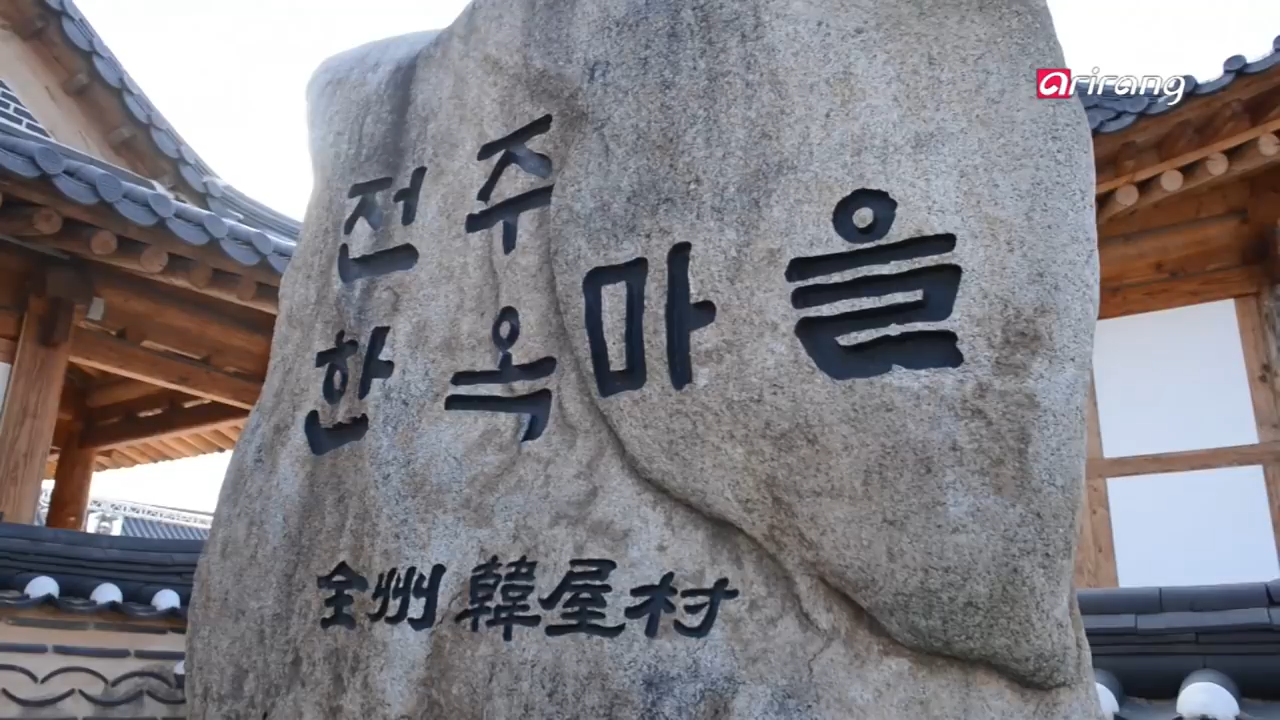 arirang
전주
한옥마을
全州 韓屋村